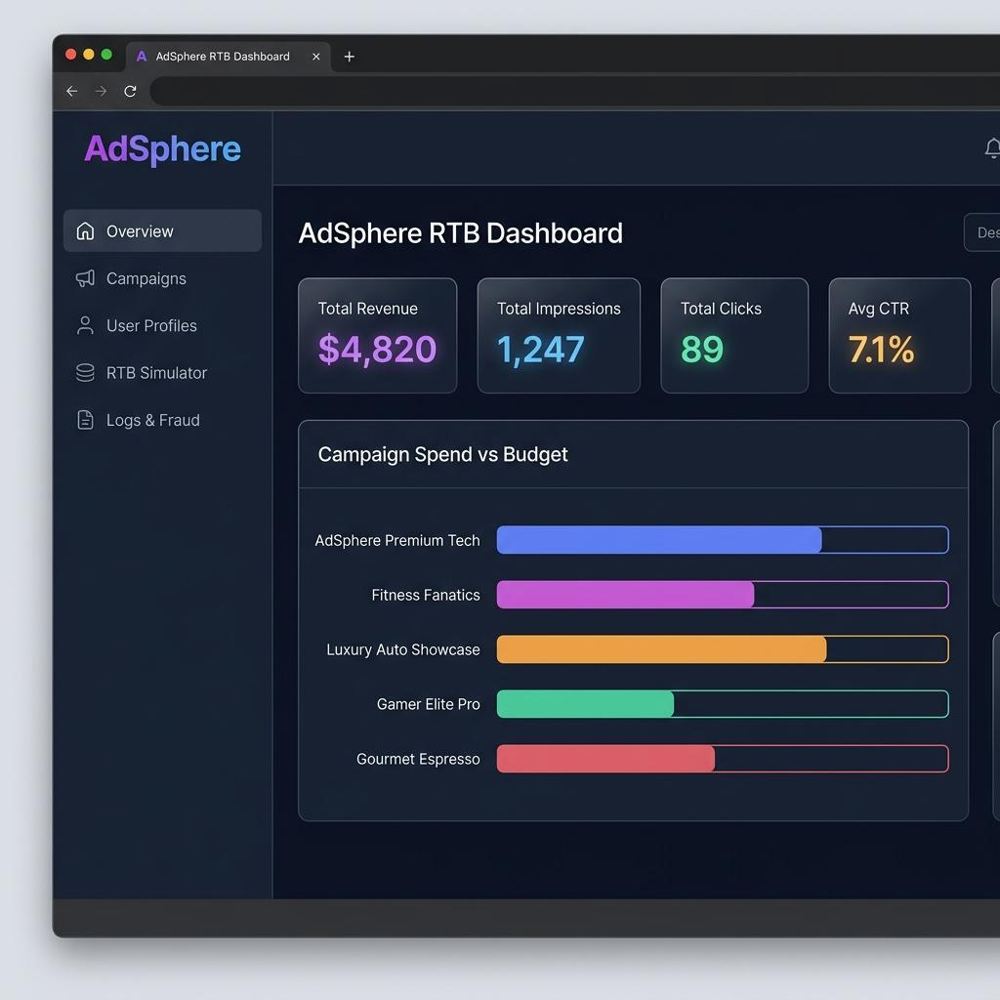 AdSphere RTB Dashboard
AdSphere
Overview
Campaigns
User Profiles
RTB Simulator
Logs & Fraud
AdSphere RTB Dashboard
Total Revenue
$4,820
Total Impressions
1,247
Total Clicks
89
Avg CTR
7.1%
Campaign Spend vs Budget
AdSphere Premium Tech
Fitness Fanatics
Luxury Auto Showcase
Gamer Elite Pro
Gourmet Espresso